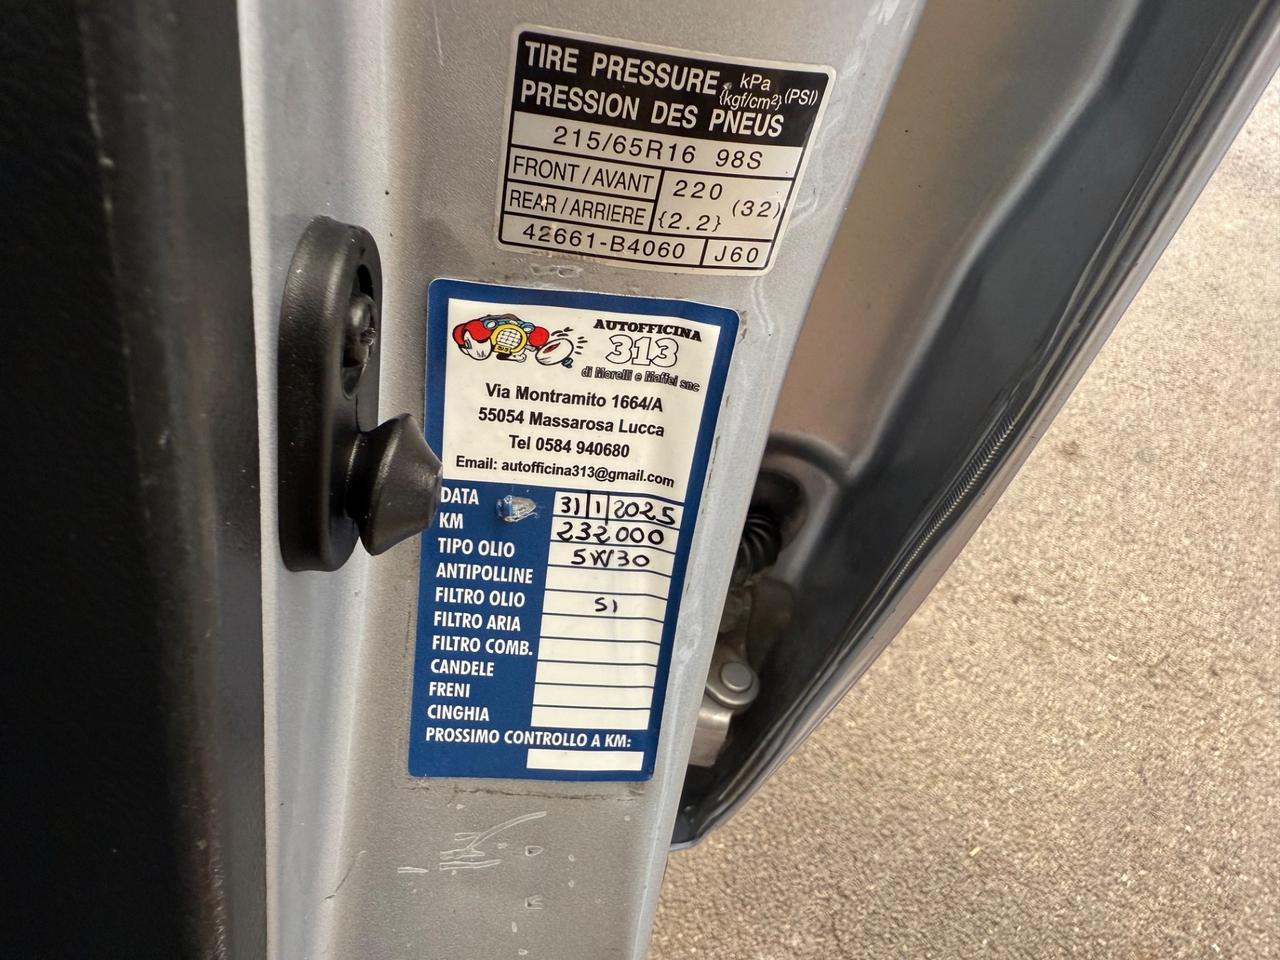 TIRE PRESSURE kPa
{kgf/cm²} (PSI)
PRESSION DES PNEUS
215/65R16 98S
FRONT/AVANT 220
REAR/ARRIERE {2.2} (32)
42661-B4060 J60
AUTOFFICINA
313
di Morelli e Maffei snc
Via Montramito 1664/A
55054 Massarosa Lucca
Tel 0584 940680
Email: autofficina313@gmail.com
DATA 31 1 2025
KM 232000
TIPO OLIO 5W30
ANTIPOLLINE
FILTRO OLIO SI
FILTRO ARIA
FILTRO COMB.
CANDELE
FRENI
CINGHIA
PROSSIMO CONTROLLO A KM: